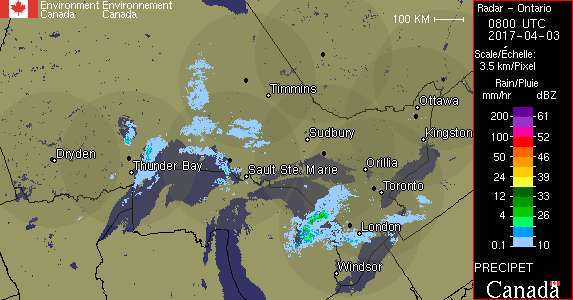 Environment Environnement
Canada Canada
100 KM
Timmins
Ottawa
Sudbury
Kingston
Dryden
Thunder Bay
Sault Ste. Marie
Orillia
Toronto
London
Windsor
Radar - Ontario
0800 UTC
2017-04-03
Scale/Échelle:
3.5 km/Pixel
Rain/Pluie
mm/hr dBZ
200 61
100 52
50 46
24 39
12 33
4 26
0.1 10
PRECIPET
Canada